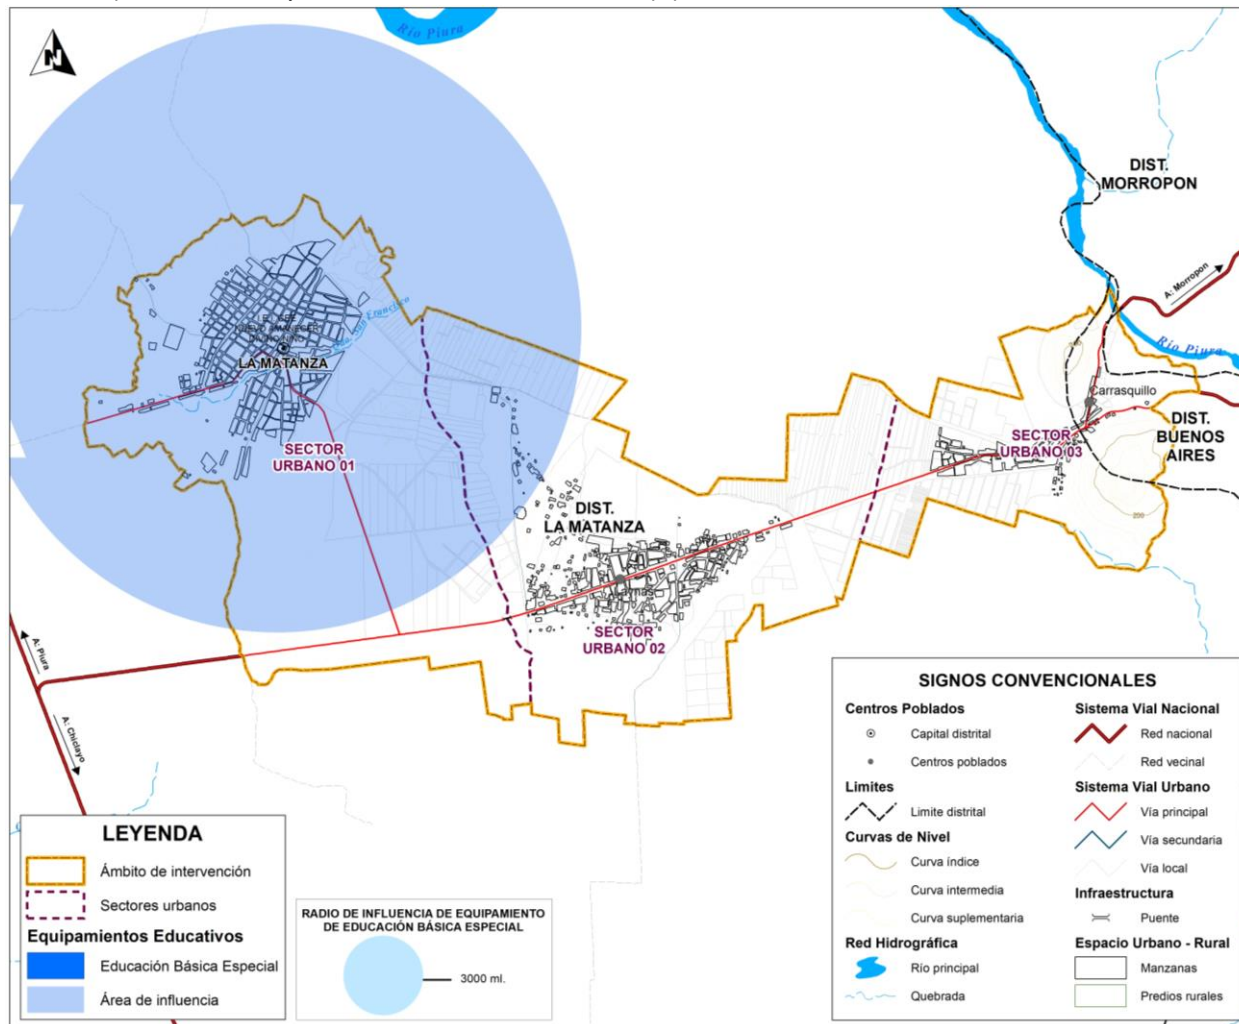 Río Piura
N
DIST.
MORROPON
A: Morropon
San Francisco
LA MATANZA
Río Piura
Carrasquillo
SECTOR
URBANO 01
SECTOR
URBANO 03
DIST.
BUENOS
AIRES
DIST.
LA MATANZA
200
SECTOR
URBANO 02
A: Piura
A: Chiclayo
LEYENDA
Ámbito de intervención
Sectores urbanos
Equipamientos Educativos
Educación Básica Especial
Área de influencia
RADIO DE INFLUENCIA DE EQUIPAMIENTO
DE EDUCACIÓN BÁSICA ESPECIAL
3000 ml.
SIGNOS CONVENCIONALES
Centros Poblados
Capital distrital
Centros poblados
Limites
Limite distrital
Curvas de Nivel
Curva índice
Curva intermedia
Curva suplementaria
Red Hidrográfica
Río principal
Quebrada
Sistema Vial Nacional
Red nacional
Red vecinal
Sistema Vial Urbano
Vía principal
Vía secundaria
Vía local
Infraestructura
Puente
Espacio Urbano - Rural
Manzanas
Predios rurales